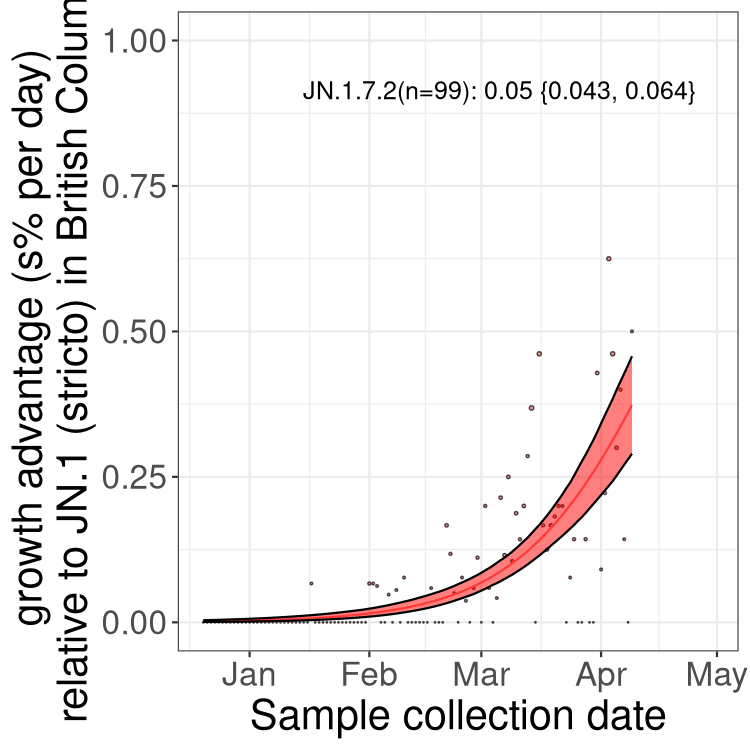 growth advantage (s% per day)
relative to JN.1 (stricto) in British Colum
1.00
0.75
0.50
0.25
0.00
JN.1.7.2(n=99): 0.05 {0.043, 0.064}
Jan Feb Mar Apr May
Sample collection date